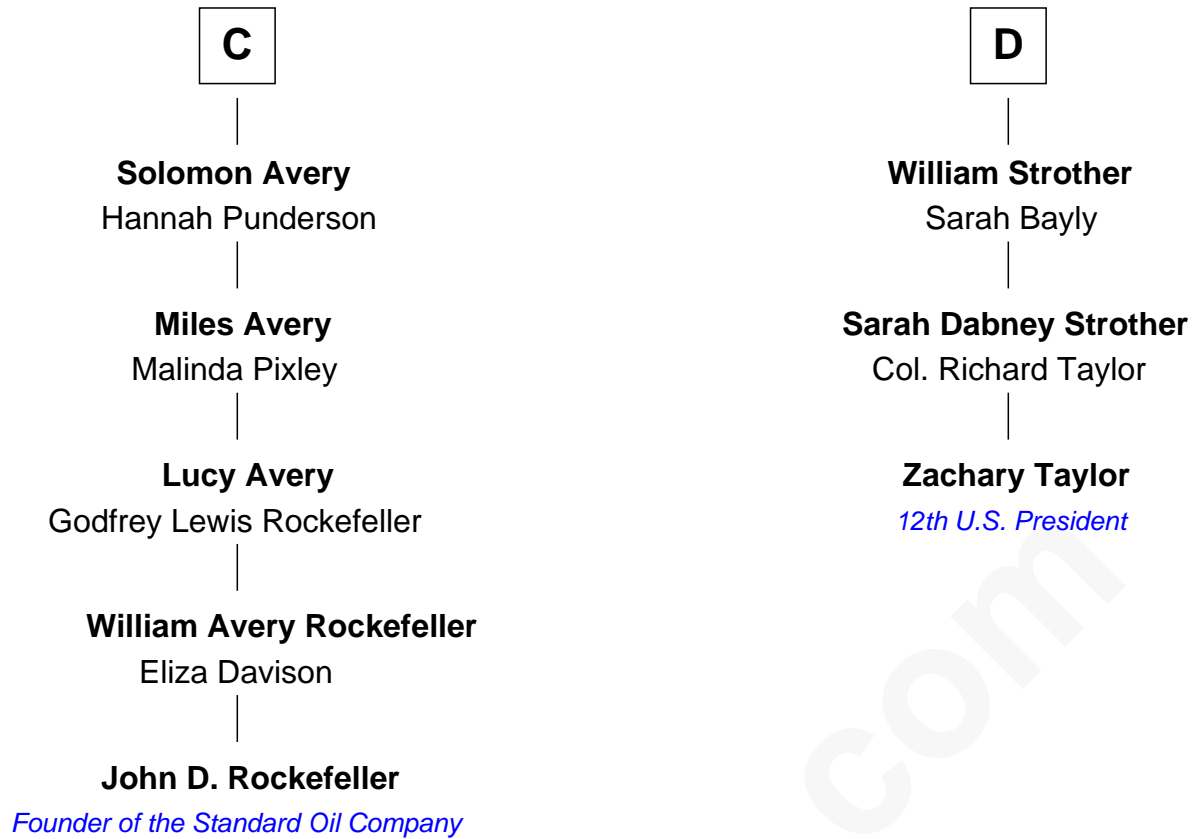 C
Solomon Avery
Hannah Punderson
Miles Avery
Malinda Pixley
Lucy Avery
Godfrey Lewis Rockefeller
William Avery Rockefeller
Eliza Davison
John D. Rockefeller
Founder of the Standard Oil Company
D
William Strother
Sarah Bayly
Sarah Dabney Strother
Col. Richard Taylor
Zachary Taylor
12th U.S. President
com